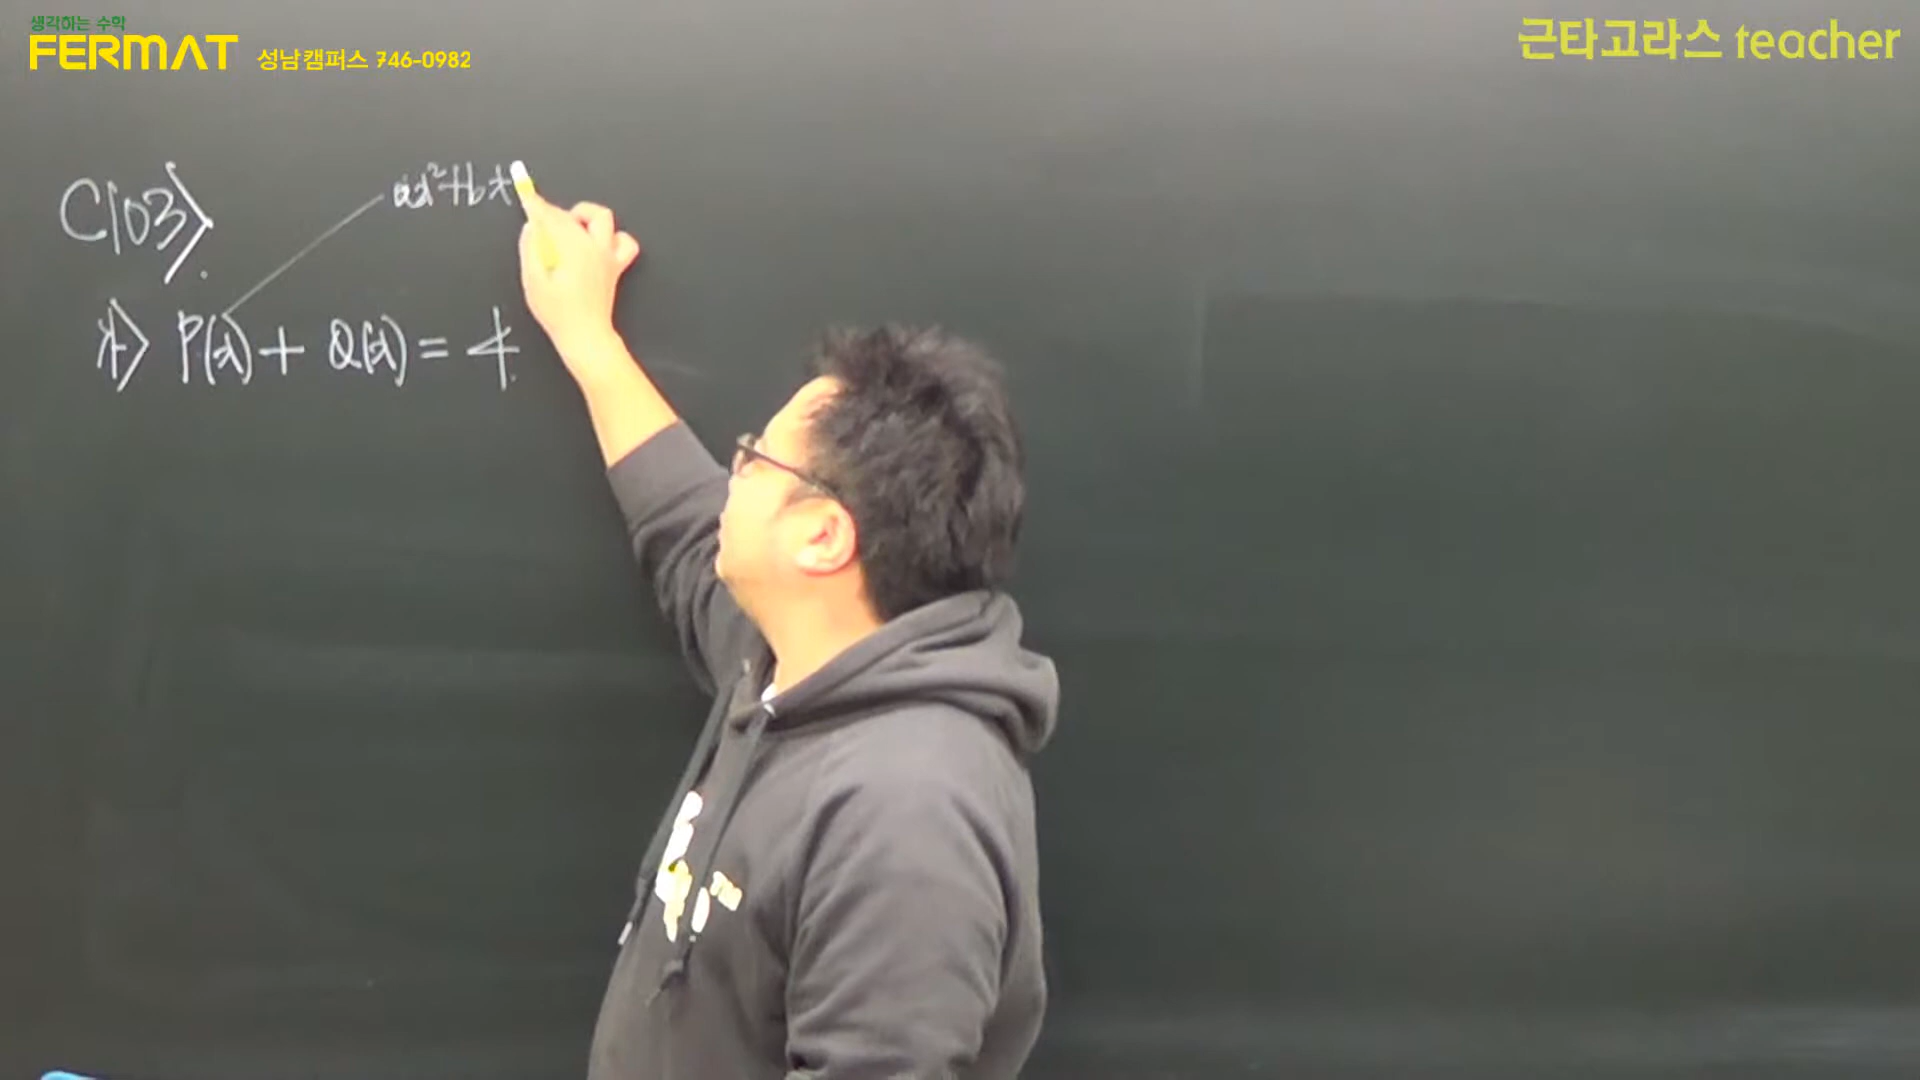 생각하는 수학
FERMAT 성남캠퍼스 746-0982
근타고라스 teacher
C103>.
ax²+bx
가> P(x)+ Q(x) = 4.